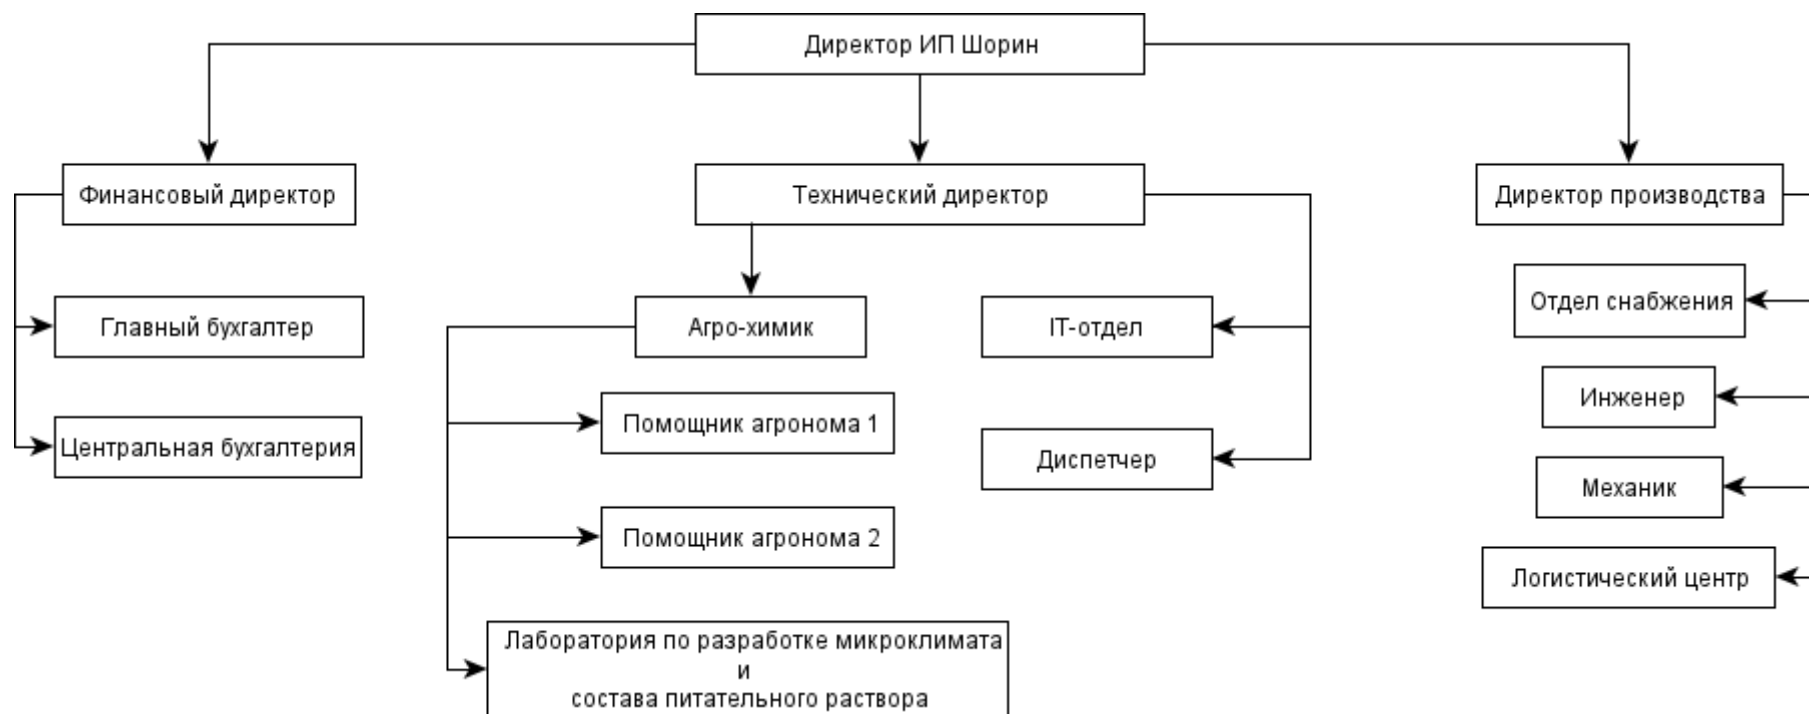 Директор ИП Шорин
Финансовый директор
Технический директор
Директор производства
Главный бухгалтер
Центральная бухгалтерия
Агро-химик
Помощник агронома 1
Помощник агронома 2
Лаборатория по разработке микроклимата
и
состава питательного раствора
IT-отдел
Диспетчер
Отдел снабжения
Инженер
Механик
Логистический центр